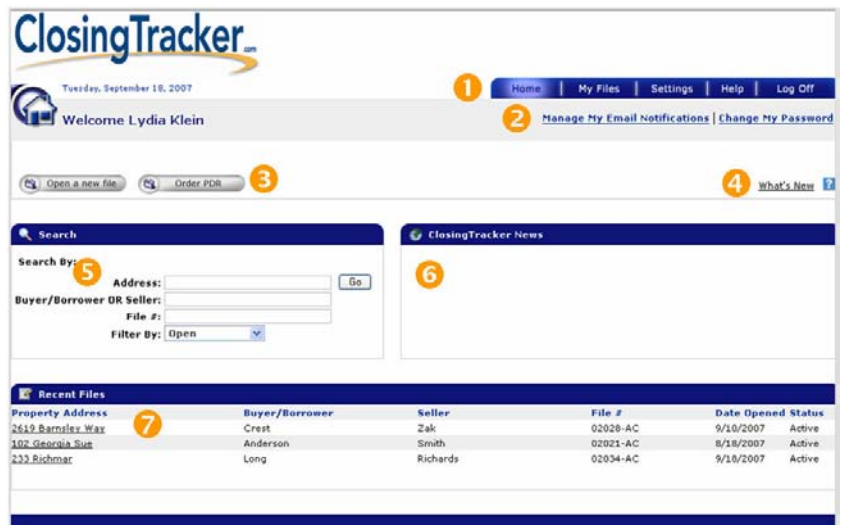 ClosingTracker.com
Tuesday, September 18, 2007
1 Home | My Files | Settings | Help | Log Off
Welcome Lydia Klein
2 Manage My Email Notifications | Change My Password
Open a new file Order PDR 3
4 What's New ?
Search
ClosingTracker News
Search By:
5
6
Address: Go
Buyer/Borrower OR Seller:
File #:
Filter By: Open
Recent Files
Property Address Buyer/Borrower Seller File # Date Opened Status
7
2619 Barnsley Way Crest Zak 02028-AC 9/10/2007 Active
102 Georgia Sue Anderson Smith 02021-AC 8/18/2007 Active
233 Richmar Long Richards 02034-AC 9/18/2007 Active